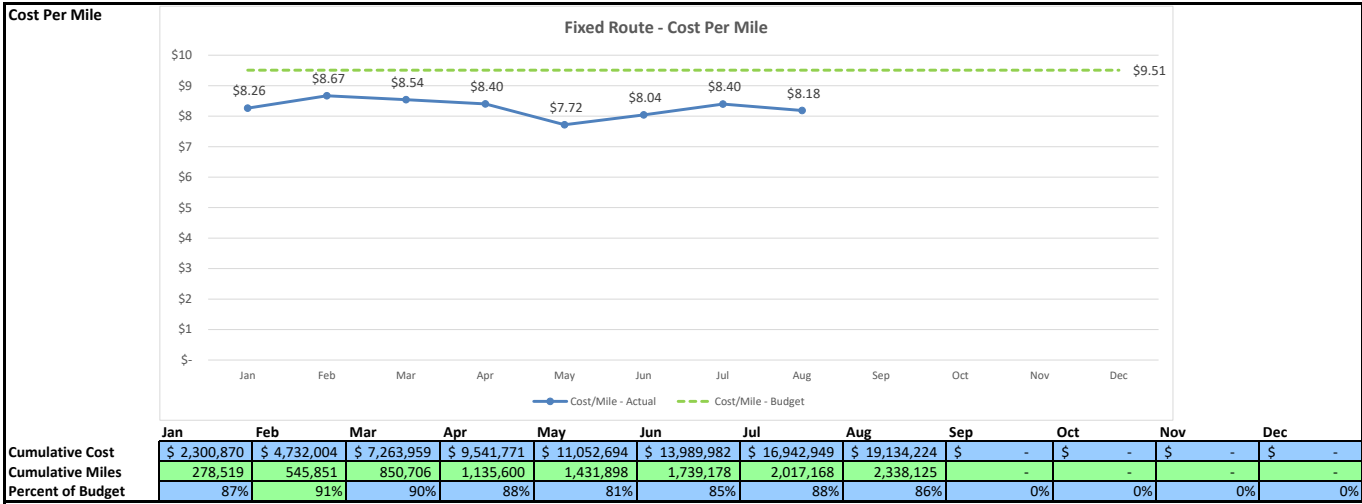 Cost Per Mile
Fixed Route - Cost Per Mile
$10
$9
$8
$7
$6
$5
$4
$3
$2
$1
$-
$8.26
$8.67
$8.54
$8.40
$7.72
$8.04
$8.40
$8.18
$9.51
Jan Feb Mar Apr May Jun Jul Aug Sep Oct Nov Dec
Cost/Mile - Actual Cost/Mile - Budget
Jan Feb Mar Apr May Jun Jul Aug Sep Oct Nov Dec
Cumulative Cost $ 2,300,870 $ 4,732,004 $ 7,263,959 $ 9,541,771 $ 11,052,694 $ 13,989,982 $ 16,942,949 $ 19,134,224 $ - $ - $ - $ -
Cumulative Miles 278,519 545,851 850,706 1,135,600 1,431,898 1,739,178 2,017,168 2,338,125 - - - -
Percent of Budget 87% 91% 90% 88% 81% 85% 88% 86% 0% 0% 0% 0%